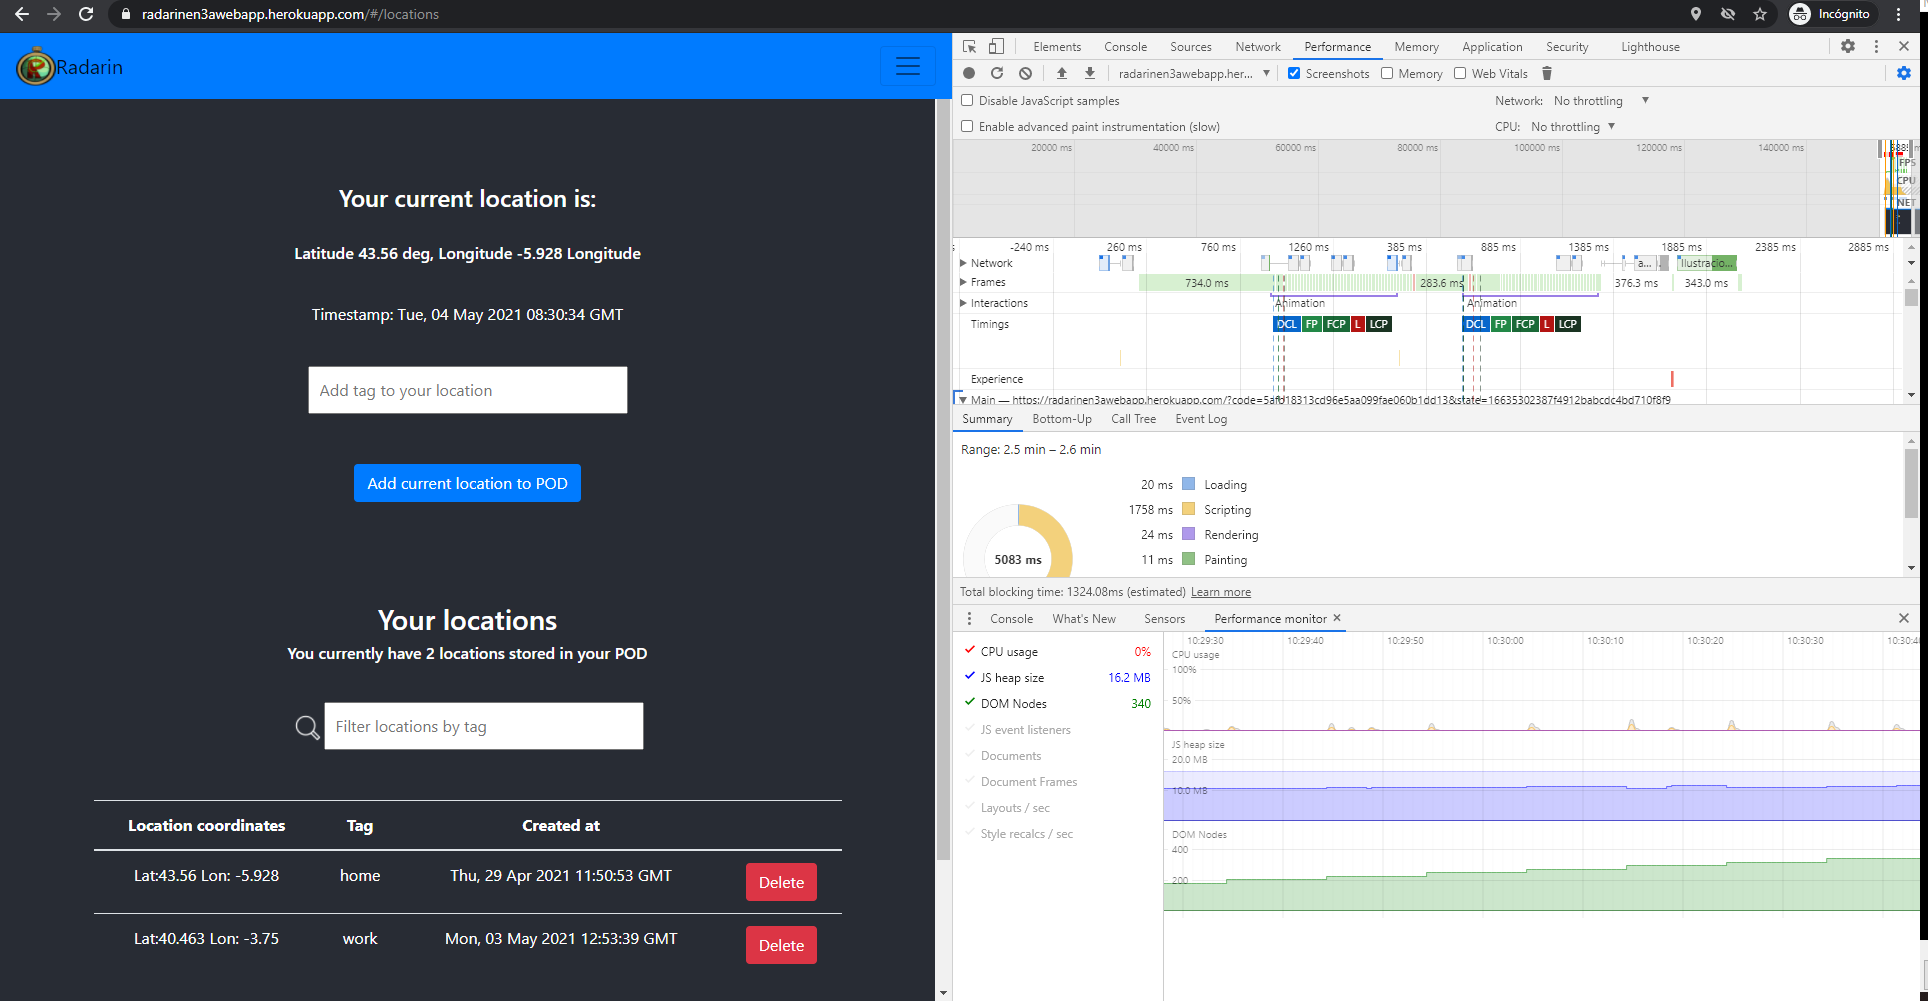 radarinen3awebapp.herokuapp.com/#/locations
Incógnito
Radarin
Your current location is:
Latitude 43.56 deg, Longitude -5.928 Longitude
Timestamp: Tue, 04 May 2021 08:30:34 GMT
Add tag to your location
Add current location to POD
Your locations
You currently have 2 locations stored in your POD
Filter locations by tag
Location coordinates Tag Created at
Lat:43.56 Lon: -5.928 home Thu, 29 Apr 2021 11:50:53 GMT Delete
Lat:40.463 Lon: -3.75 work Mon, 03 May 2021 12:53:39 GMT Delete
Elements Console Sources Network Performance Memory Application Security Lighthouse
radarinen3awebapp.her... Screenshots Memory Web Vitals
Disable JavaScript samples Network: No throttling
Enable advanced paint instrumentation (slow) CPU: No throttling
20000 ms 40000 ms 60000 ms 80000 ms 100000 ms 120000 ms 140000 ms
FPS
CPU
NET
-240 ms 260 ms 760 ms 1260 ms 385 ms 885 ms 1385 ms 1885 ms 2385 ms 2885 ms
Network a... Ilustracio...
Frames 734.0 ms 283.6 ms 376.3 ms 343.0 ms
Interactions Animation Animation
Timings DCL FP FCP L LCP DCL FP FCP L LCP
Experience
Main — https://radarinen3awebapp.herokuapp.com/
Summary Bottom-Up Call Tree Event Log
Range: 2.5 min – 2.6 min
20 ms Loading
1758 ms Scripting
24 ms Rendering
11 ms Painting
5083 ms
Total blocking time: 1324.08ms (estimated) Learn more
Console What's New Sensors Performance monitor
CPU usage 0%
JS heap size 16.2 MB
DOM Nodes 340
JS event listeners
Documents
Document Frames
Layouts / sec
Style recalcs / sec
10:29:30 10:29:40 10:29:50 10:30:00 10:30:10 10:30:20 10:30:30 10:30:40
CPU usage
100%
50%
JS heap size
20.0 MB
10.0 MB
DOM Nodes
400
200